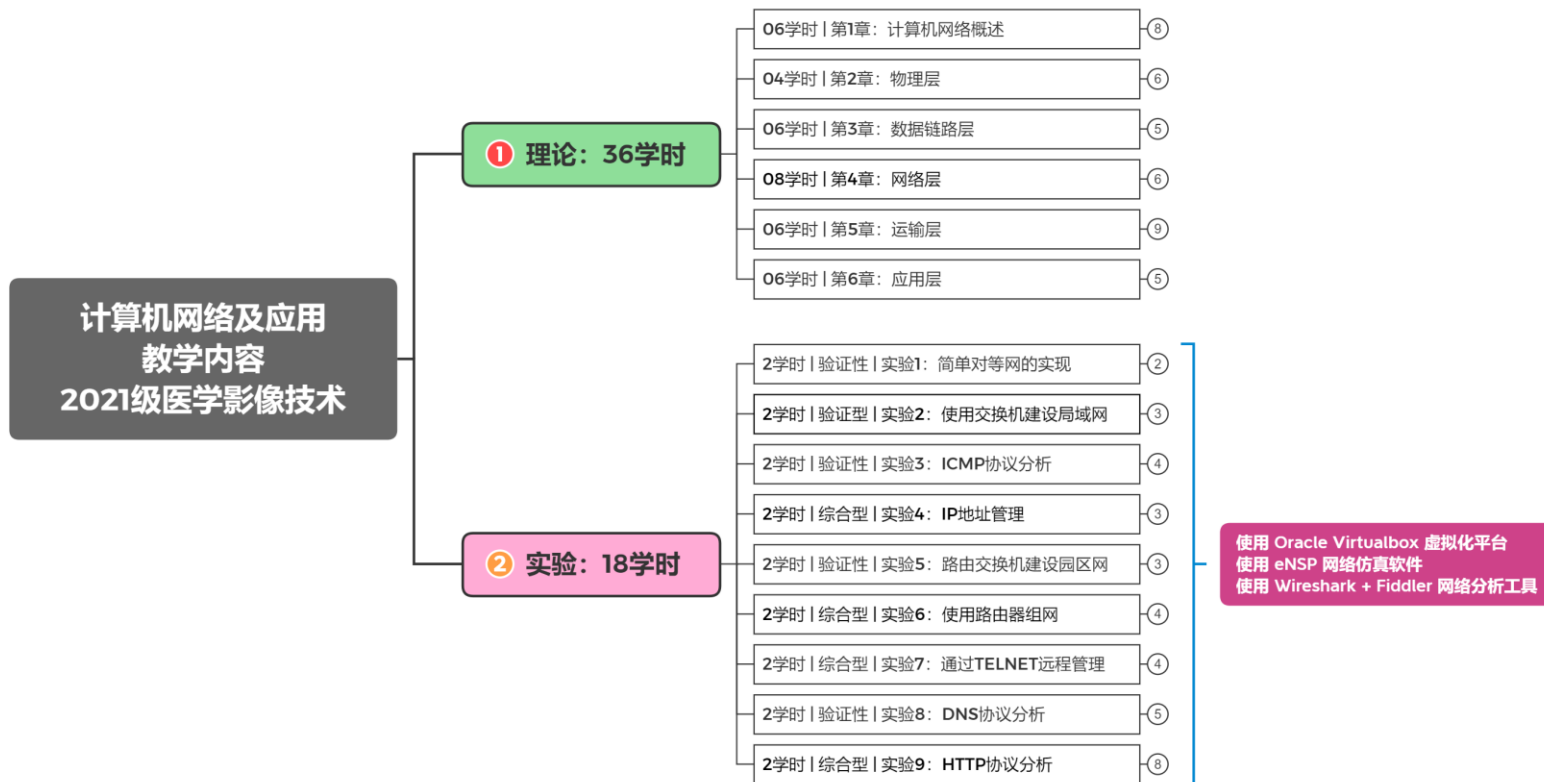 计算机网络及应用
教学内容
2021级医学影像技术
1 理论：36学时
06学时 | 第1章：计算机网络概述 8
04学时 | 第2章：物理层 6
06学时 | 第3章：数据链路层 5
08学时 | 第4章：网络层 6
06学时 | 第5章：运输层 9
06学时 | 第6章：应用层 5
2 实验：18学时
2学时 | 验证性 | 实验1：简单对等网的实现 2
2学时 | 验证型 | 实验2：使用交换机建设局域网 3
2学时 | 验证性 | 实验3：ICMP协议分析 4
2学时 | 综合型 | 实验4：IP地址管理 3
2学时 | 验证性 | 实验5：路由交换机建设园区网 3
2学时 | 综合型 | 实验6：使用路由器组网 4
2学时 | 综合型 | 实验7：通过TELNET远程管理 4
2学时 | 验证性 | 实验8：DNS协议分析 5
2学时 | 综合型 | 实验9：HTTP协议分析 8
使用 Oracle Virtualbox 虚拟化平台
使用 eNSP 网络仿真软件
使用 Wireshark + Fiddler 网络分析工具